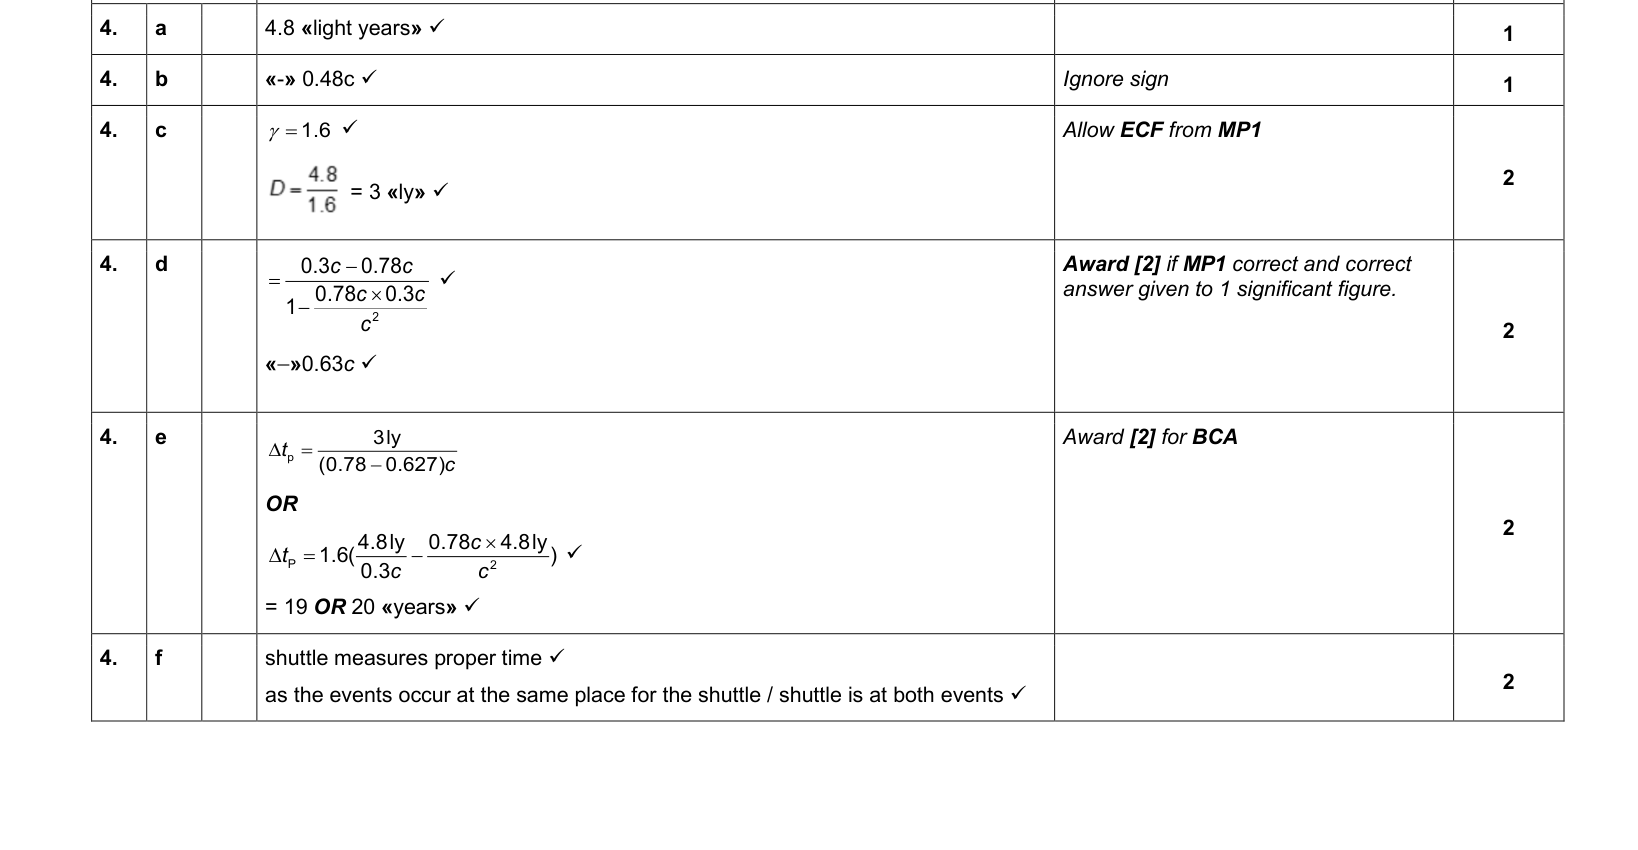 4. a 4.8 «light years» ✓ 1
4. b «-» 0.48c ✓ Ignore sign 1
4. c γ = 1.6 ✓ Allow ECF from MP1
D = 4.8/1.6 = 3 «ly» ✓ 2
4. d = (0.3c – 0.78c)/(1 – (0.78c × 0.3c)/c²) ✓ Award [2] if MP1 correct and correct
answer given to 1 significant figure.
2
«–»0.63c ✓
4. e Δtp = 3ly/((0.78 – 0.627)c) Award [2] for BCA
OR
2
ΔtP = 1.6(4.8ly/0.3c – (0.78c × 4.8ly)/c²) ✓
= 19 OR 20 «years» ✓
4. f shuttle measures proper time ✓
as the events occur at the same place for the shuttle / shuttle is at both events ✓ 2